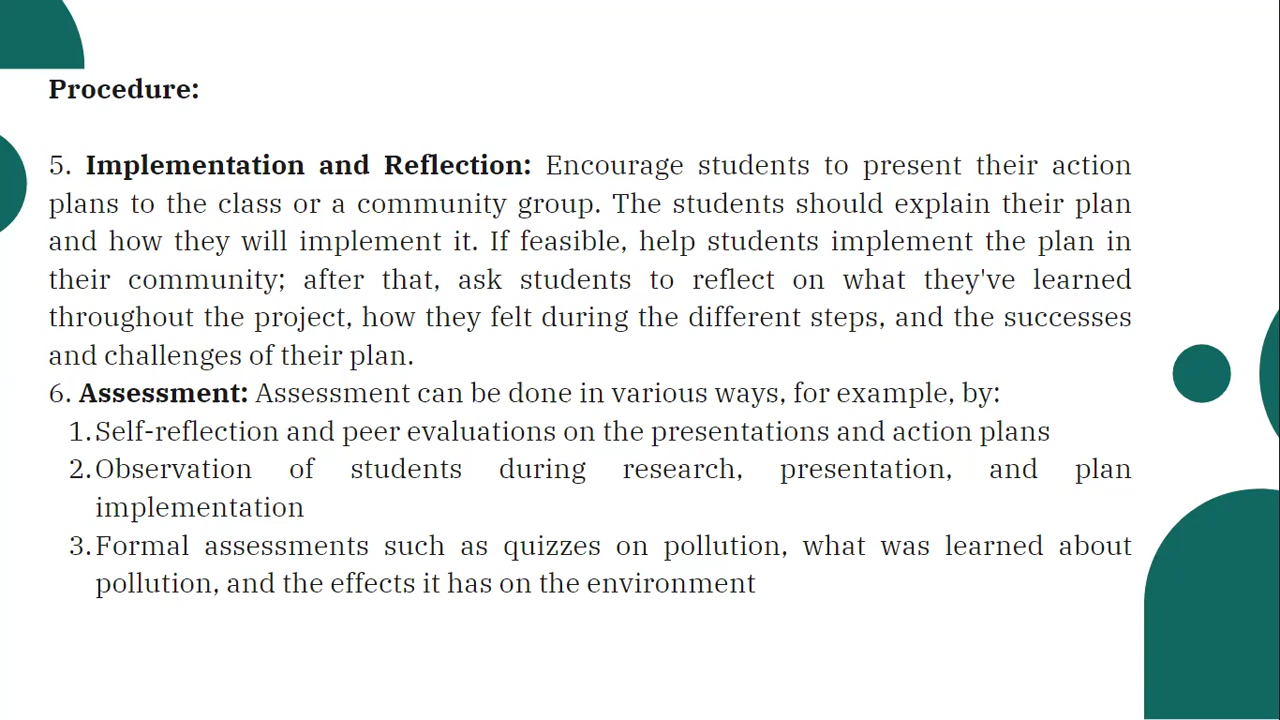 Procedure:
5. Implementation and Reflection: Encourage students to present their action
plans to the class or a community group. The students should explain their plan
and how they will implement it. If feasible, help students implement the plan in
their community; after that, ask students to reflect on what they've learned
throughout the project, how they felt during the different steps, and the successes
and challenges of their plan.
6. Assessment: Assessment can be done in various ways, for example, by:
1. Self-reflection and peer evaluations on the presentations and action plans
2. Observation of students during research, presentation, and plan
implementation
3. Formal assessments such as quizzes on pollution, what was learned about
pollution, and the effects it has on the environment